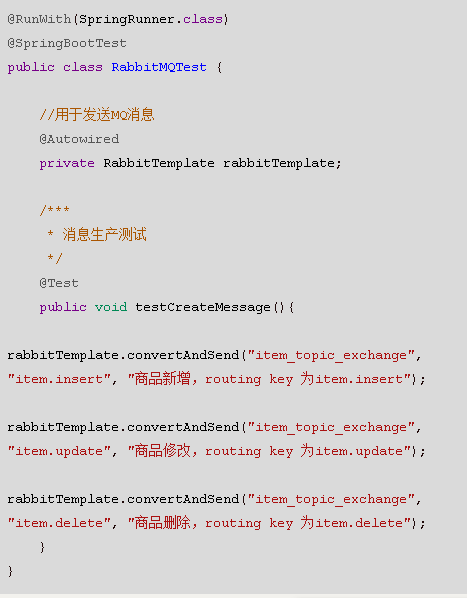 @RunWith(SpringRunner.class)
@SpringBootTest
public class RabbitMQTest {
//用于发送MQ消息
@Autowired
private RabbitTemplate rabbitTemplate;
/***
* 消息生产测试
*/
@Test
public void testCreateMessage(){
rabbitTemplate.convertAndSend("item_topic_exchange",
"item.insert", "商品新增，routing key 为item.insert");
rabbitTemplate.convertAndSend("item_topic_exchange",
"item.update", "商品修改，routing key 为item.update");
rabbitTemplate.convertAndSend("item_topic_exchange",
"item.delete", "商品删除，routing key 为item.delete");
}
}